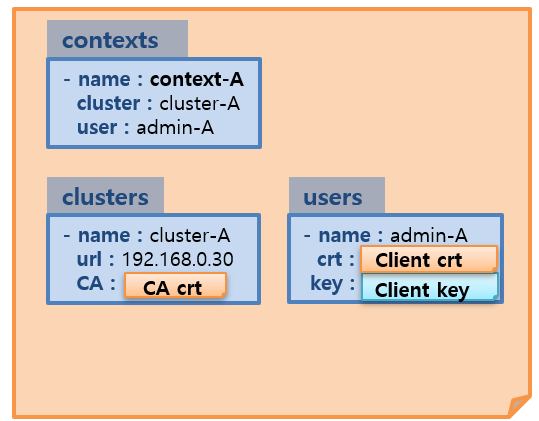 contexts
- name : context-A
cluster : cluster-A
user : admin-A
clusters
- name : cluster-A
url : 192.168.0.30
CA : CA crt
users
- name : admin-A
crt : Client crt
key : Client key